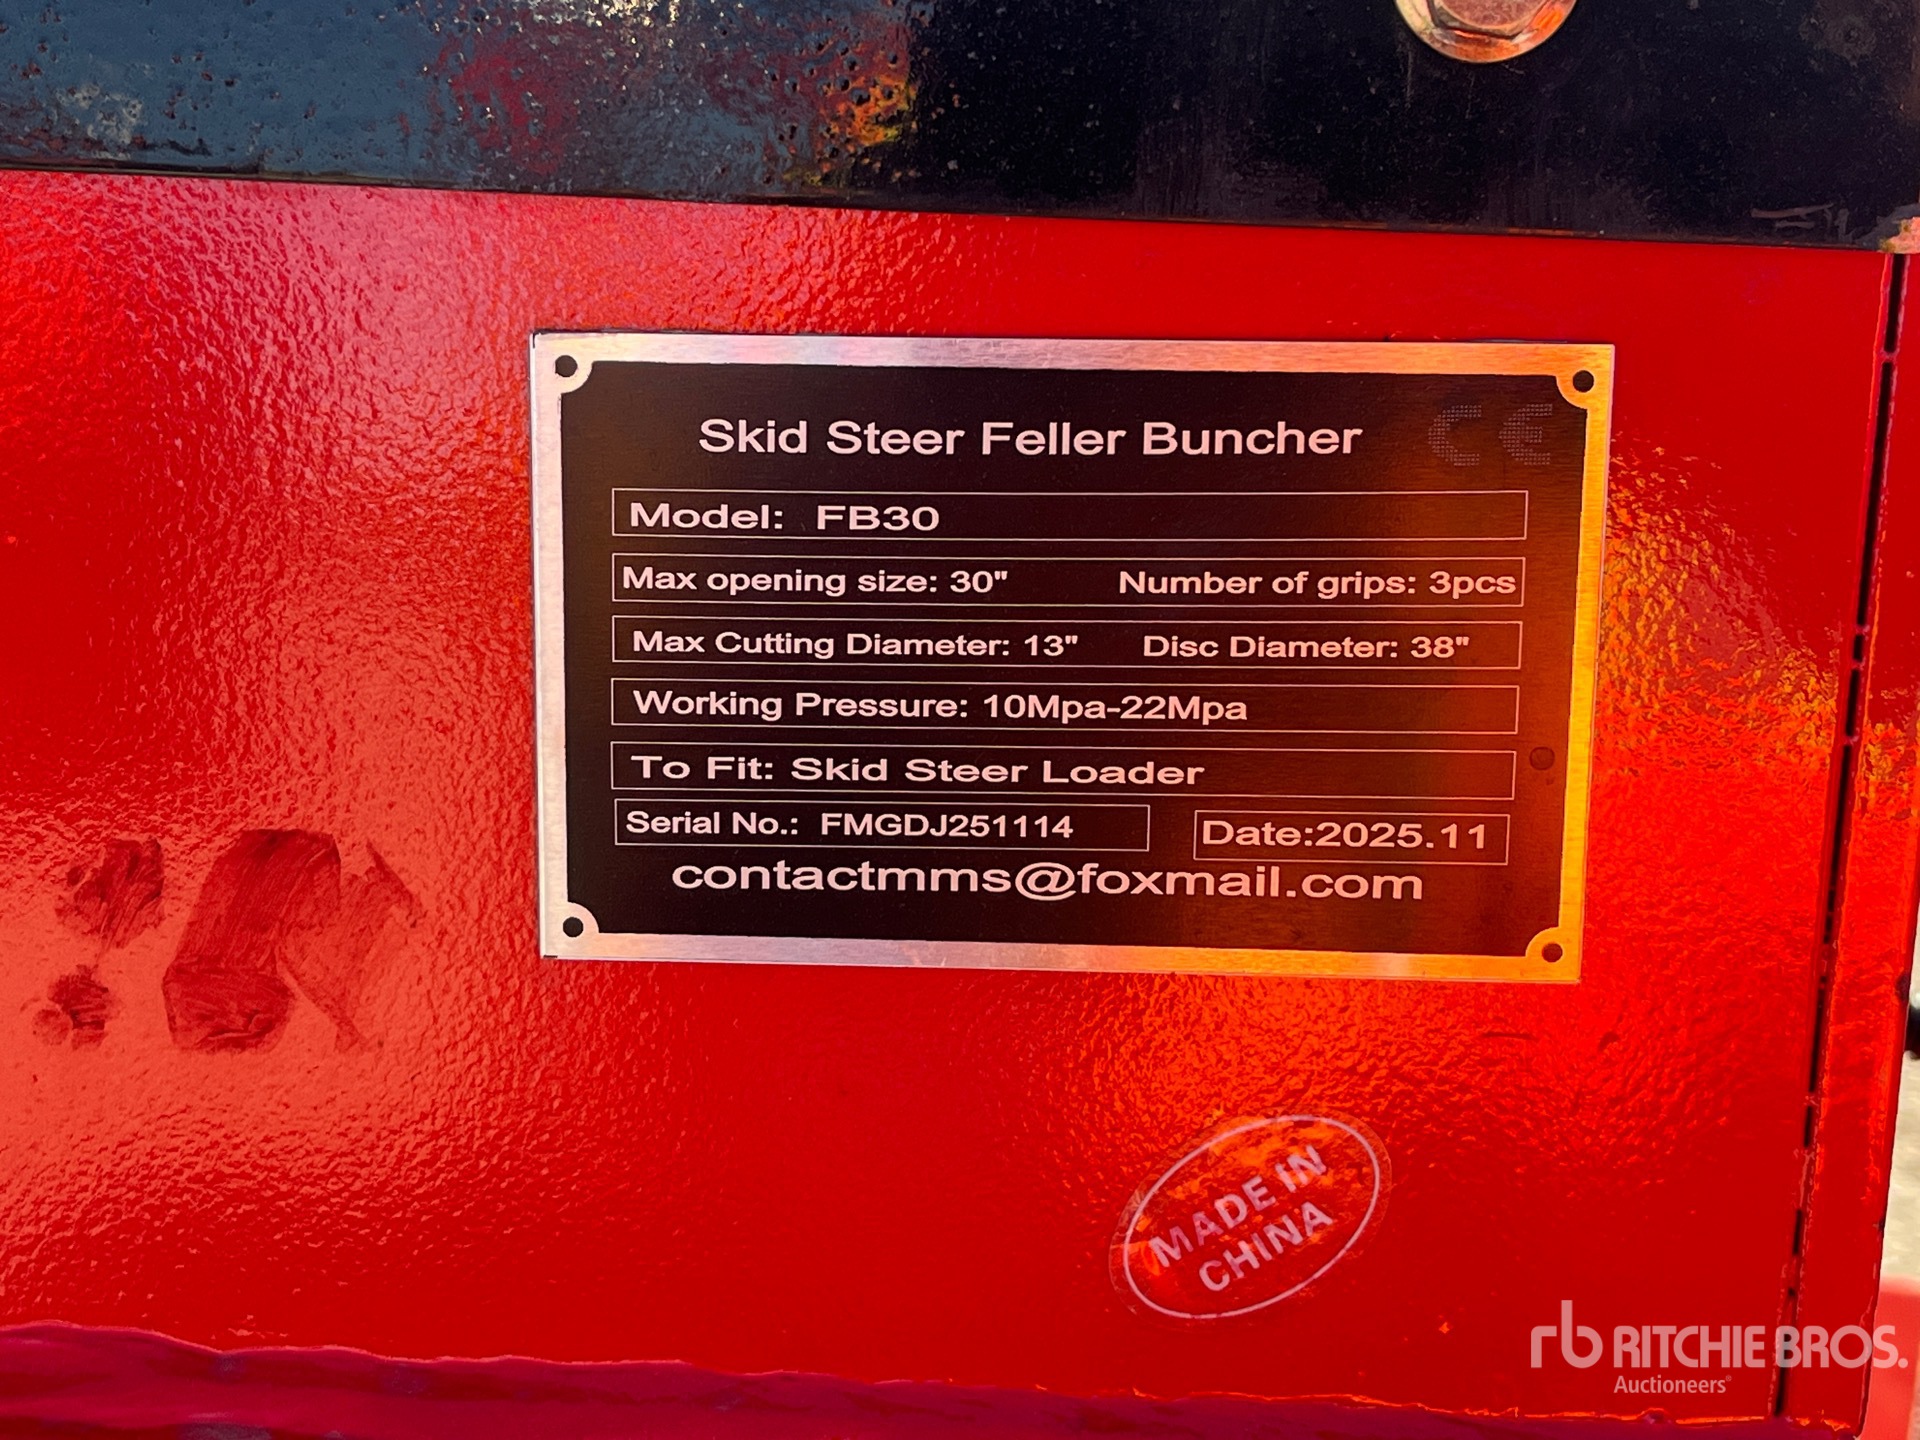 Skid Steer Feller Buncher CE
Model: FB30
Max opening size: 30" Number of grips: 3pcs
Max Cutting Diameter: 13" Disc Diameter: 38"
Working Pressure: 10Mpa-22Mpa
To Fit: Skid Steer Loader
Serial No.: FMGDJ251114 Date:2025.11
contactmms@foxmail.com
MADE IN
CHINA
rb RITCHIE BROS.
Auctioneers®